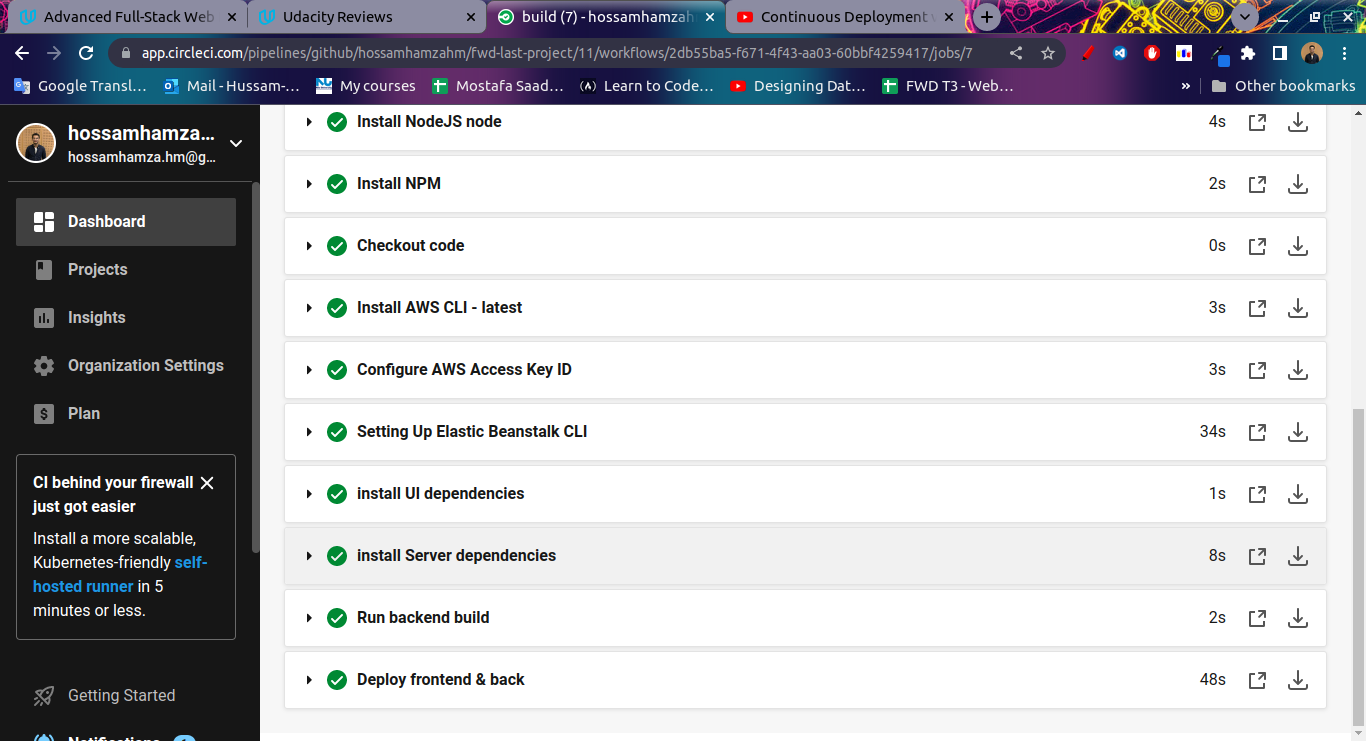 Advanced Full-Stack Web
Udacity Reviews
build (7) - hossamhamzah
Continuous Deployment
app.circleci.com/pipelines/github/hossamhamzahm/fwd-last-project/11/workflows/2db55ba5-f671-4f43-aa03-60bbf4259417/jobs/7
Google Transl...
Mail - Hussam-...
My courses
Mostafa Saad...
Learn to Code...
Designing Dat...
FWD T3 - Web...
»
Other bookmarks
hossamhamza...
hossamhamza.hm@g...
Dashboard
Projects
Insights
Organization Settings
Plan
CI behind your firewall
just got easier
Install a more scalable,
Kubernetes-friendly self-
hosted runner in 5
minutes or less.
Getting Started
Notifications
Install NodeJS node 4s
Install NPM 2s
Checkout code 0s
Install AWS CLI - latest 3s
Configure AWS Access Key ID 3s
Setting Up Elastic Beanstalk CLI 34s
install UI dependencies 1s
install Server dependencies 8s
Run backend build 2s
Deploy frontend & back 48s